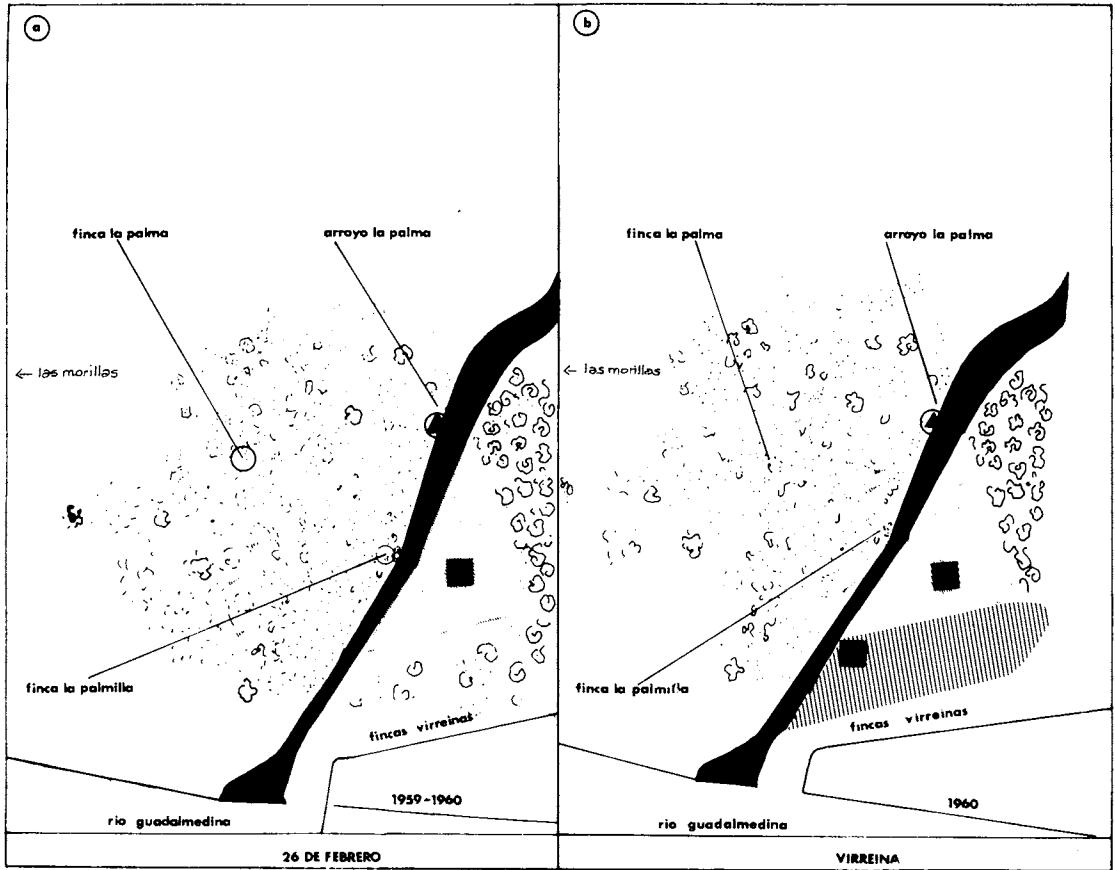 a
finca la palma
arroyo la palma
← las morillas
finca la palmilla
fincas virreinas
1959-1960
rio guadalmedina
26 DE FEBRERO
b
finca la palma
arroyo la palma
← las morillas
finca la palmilla
fincas virreinas
1960
rio guadalmedina
VIRREINA